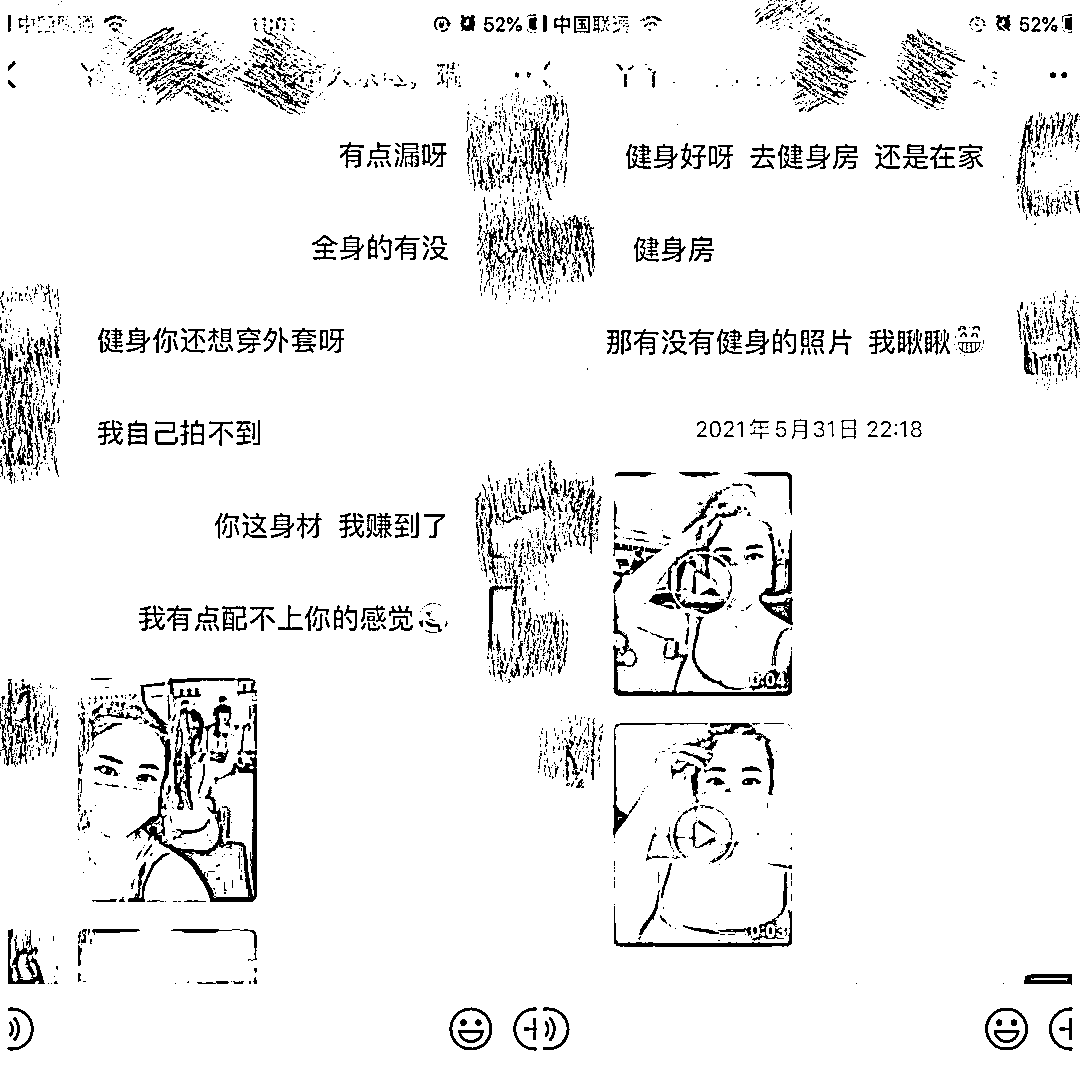 中国联通 11:01 52%
有点漏呀
全身的有没
健身你还想穿外套呀
我自己拍不到
你这身材 我赚到了
我有点配不上你的感觉
52% 中国联通
健身好呀 去健身房 还是在家
健身房
那有没有健身的照片 我瞅瞅😁
2021年5月31日 22:18
0:04
0:03